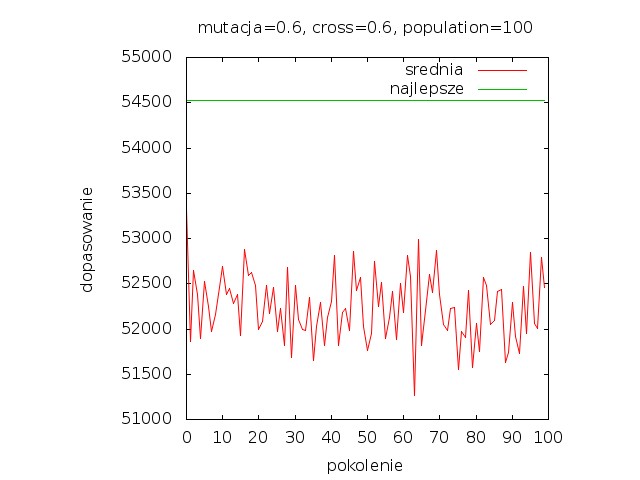 mutacja=0.6, cross=0.6, population=100
55000
54500
54000
53500
53000
52500
52000
51500
51000
srednia
najlepsze
dopasowanie
0 10 20 30 40 50 60 70 80 90 100
pokolenie